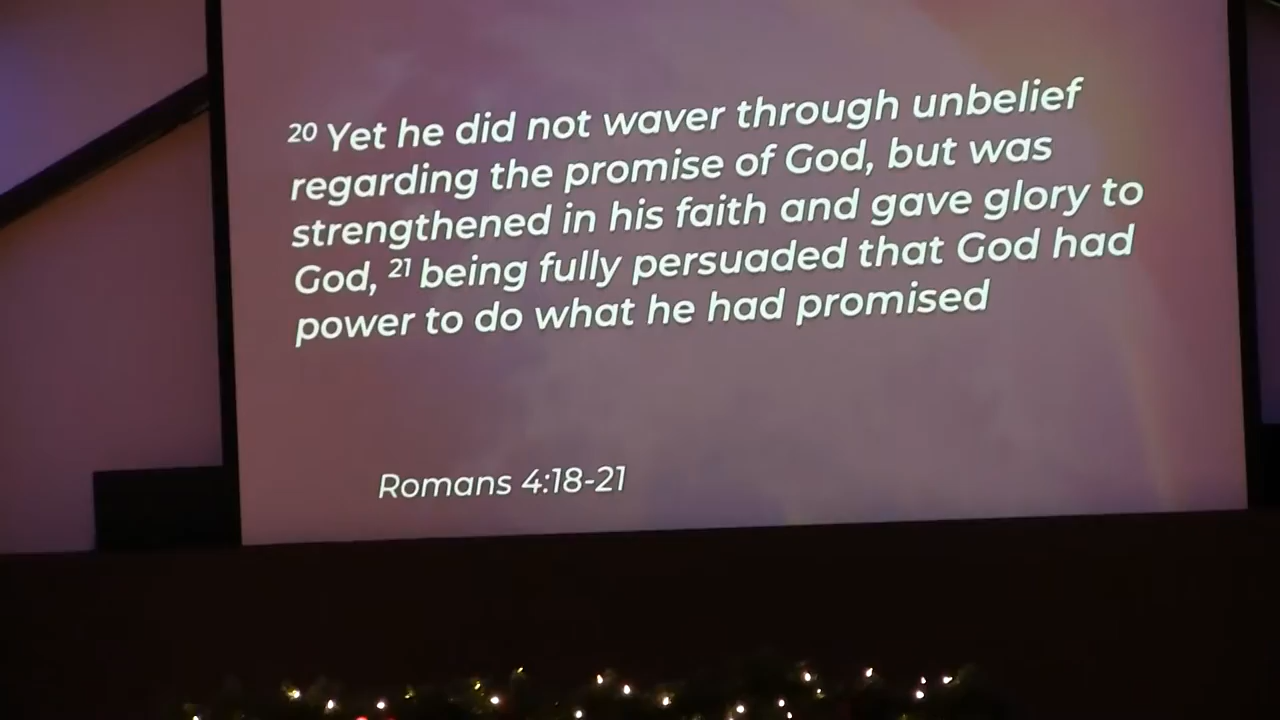 20 Yet he did not waver through unbelief
regarding the promise of God, but was
strengthened in his faith and gave glory to
God, 21 being fully persuaded that God had
power to do what he had promised
Romans 4:18-21